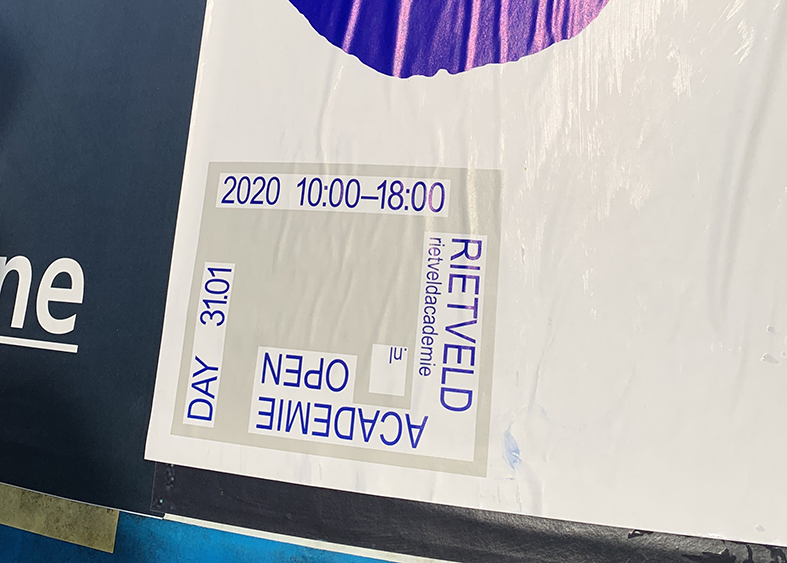 ne
2020 10:00–18:00
RIETVELD
rietveldacademie
.nl
ACADEMIE
OPEN
DAY 31.01